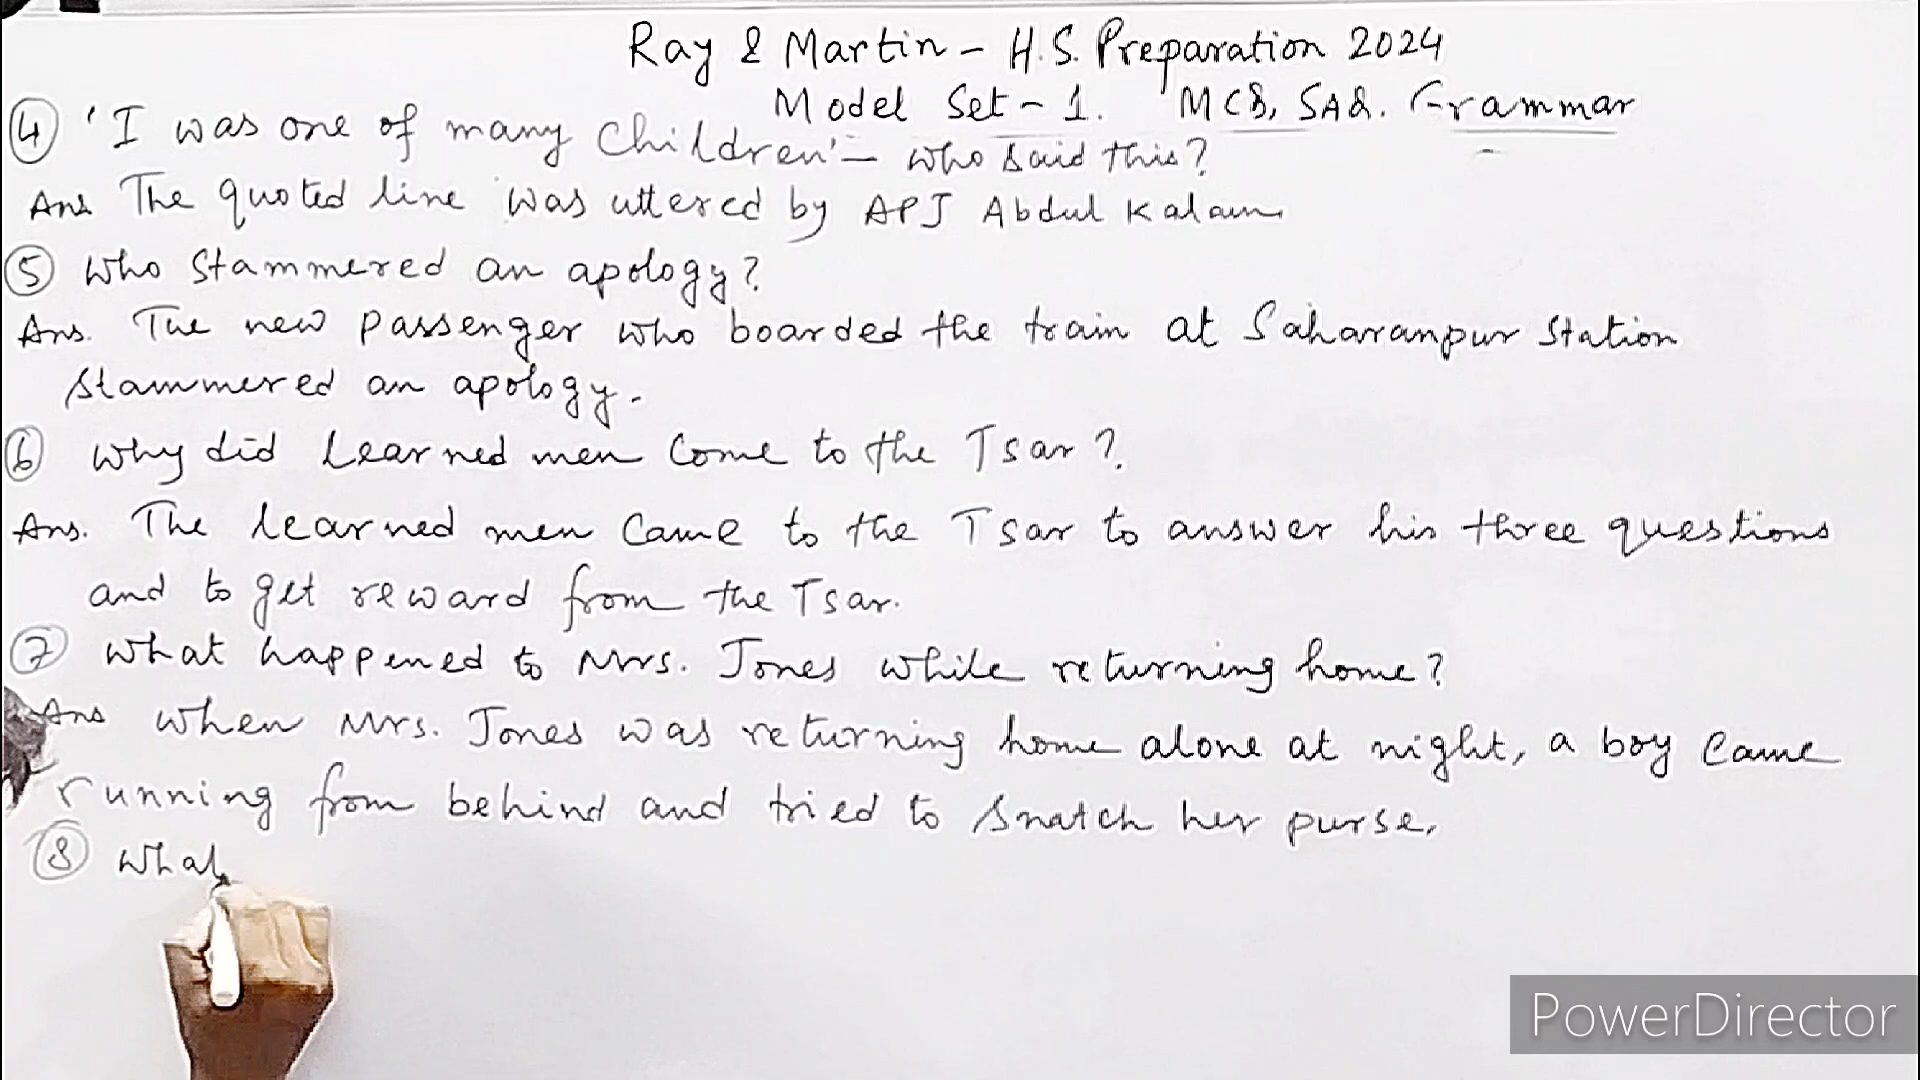 Ray & Martin - H.S. Preparation 2024
Model Set - 1. MCQ, SAQ. Grammar
④ 'I was one of many children' - who said this?
Ans. The quoted line was uttered by APJ Abdul Kalam.
⑤ Who stammered an apology?
Ans. The new passenger who boarded the train at Saharanpur station
stammered an apology.
⑥ Why did learned men come to the Tsar?
Ans. The learned men came to the Tsar to answer his three questions
and to get reward from the Tsar.
⑦ What happened to Mrs. Jones while returning home?
Ans When Mrs. Jones was returning home alone at night, a boy came
running from behind and tried to snatch her purse.
⑧ What
PowerDirector